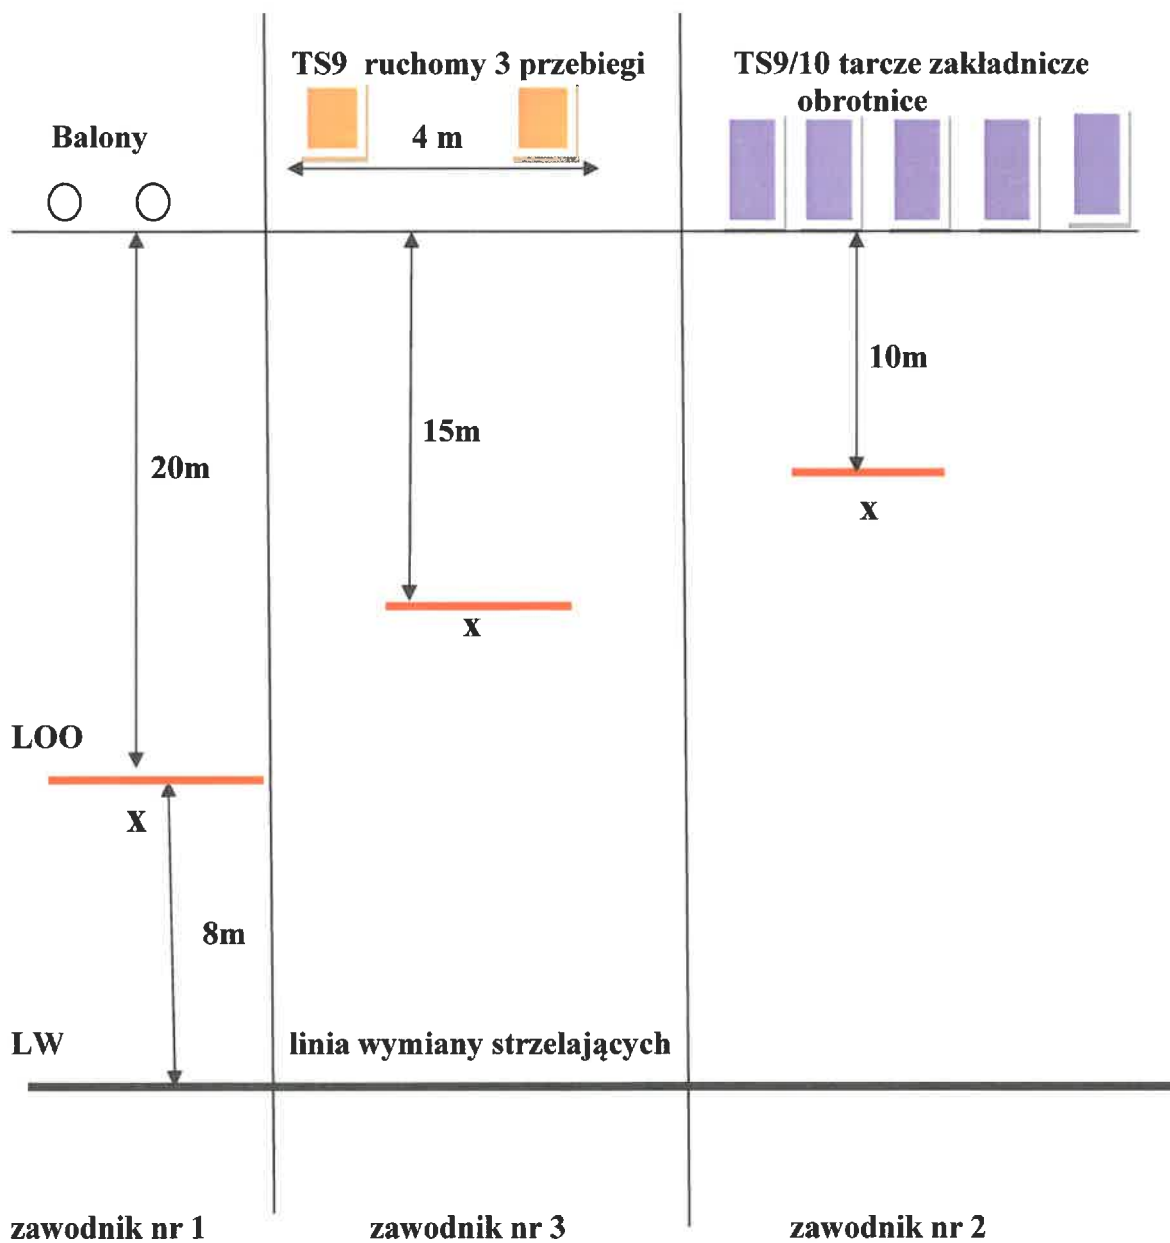 TS9 ruchomy 3 przebiegi
TS9/10 tarcze zakładnicze
obrotnice
Balony
4 m
10m
15m
20m
x
x
LOO
x
8m
LW
linia wymiany strzelających
zawodnik nr 1
zawodnik nr 3
zawodnik nr 2